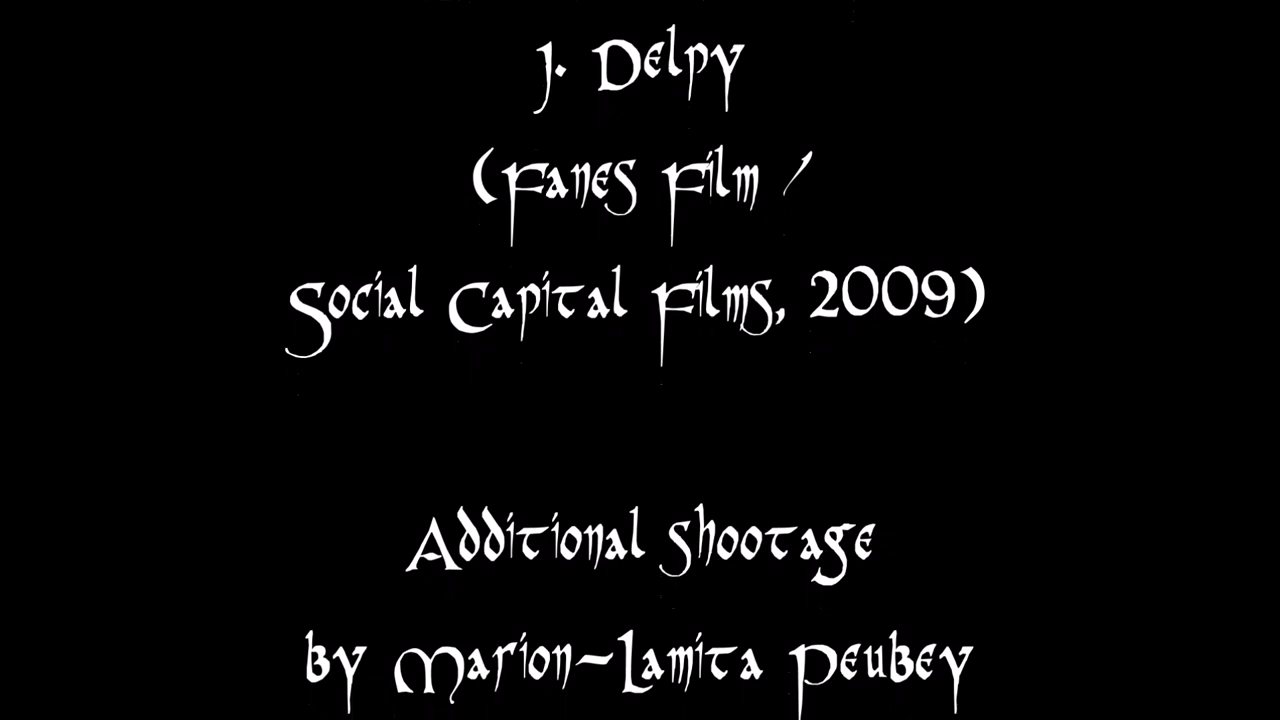 J. Delpy
(Fanes Film /
Social Capital Films, 2009)
Additional shootage
by Marion-Lamita Peubey